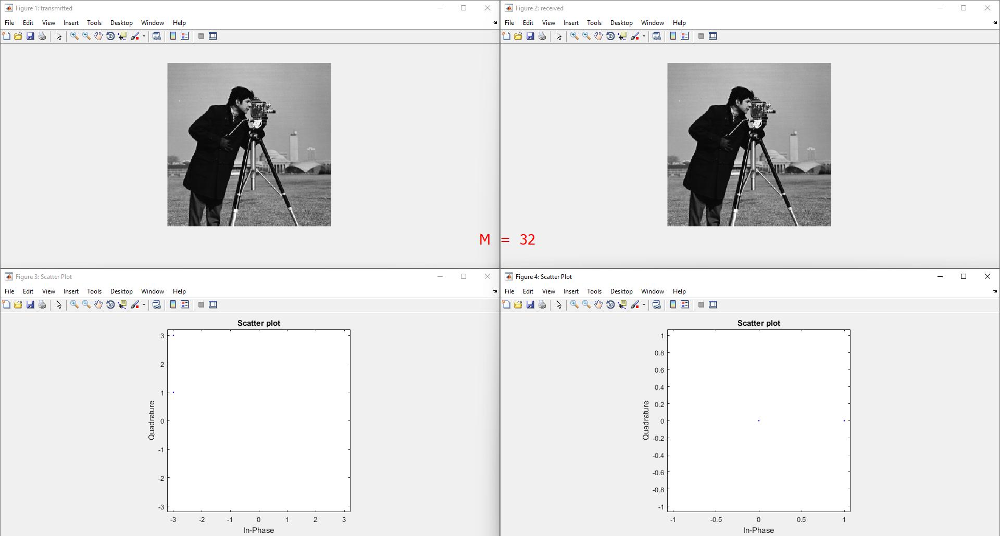 Figure 1: transmitted
File Edit View Insert Tools Desktop Window Help
Figure 2: received
File Edit View Insert Tools Desktop Window Help
M = 32
Figure 3: Scatter Plot
File Edit View Insert Tools Desktop Window Help
Scatter plot
3
2
1
0
-1
-2
-3
Quadrature
-3 -2 -1 0 1 2 3
In-Phase
Figure 4: Scatter Plot
File Edit View Insert Tools Desktop Window Help
Scatter plot
1
0.8
0.6
0.4
0.2
0
-0.2
-0.4
-0.6
-0.8
-1
Quadrature
-1 -0.5 0 0.5 1
In-Phase